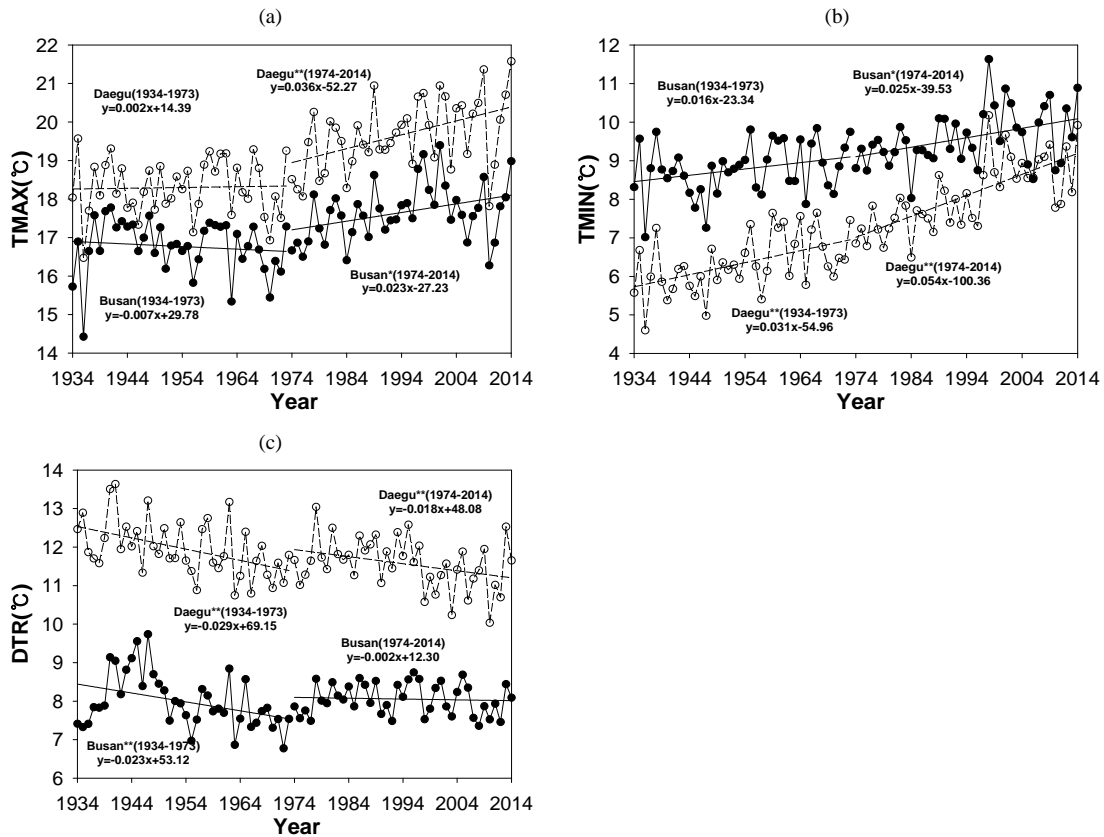 (a)
22
21
20
19
18
17
16
15
14
TMAX(℃)
Daegu(1934-1973)
y=0.002x+14.39
Daegu**(1974-2014)
y=0.036x-52.27
Busan(1934-1973)
y=-0.007x+29.78
Busan*(1974-2014)
y=0.023x-27.23
1934 1944 1954 1964 1974 1984 1994 2004 2014
Year
(b)
12
11
10
9
8
7
6
5
4
TMIN(℃)
Busan(1934-1973)
y=0.016x-23.34
Busan*(1974-2014)
y=0.025x-39.53
Daegu**(1934-1973)
y=0.031x-54.96
Daegu**(1974-2014)
y=0.054x-100.36
1934 1944 1954 1964 1974 1984 1994 2004 2014
Year
(c)
14
13
12
11
10
9
8
7
6
DTR(℃)
Daegu**(1974-2014)
y=-0.018x+48.08
Daegu**(1934-1973)
y=-0.029x+69.15
Busan(1974-2014)
y=-0.002x+12.30
Busan**(1934-1973)
y=-0.023x+53.12
1934 1944 1954 1964 1974 1984 1994 2004 2014
Year